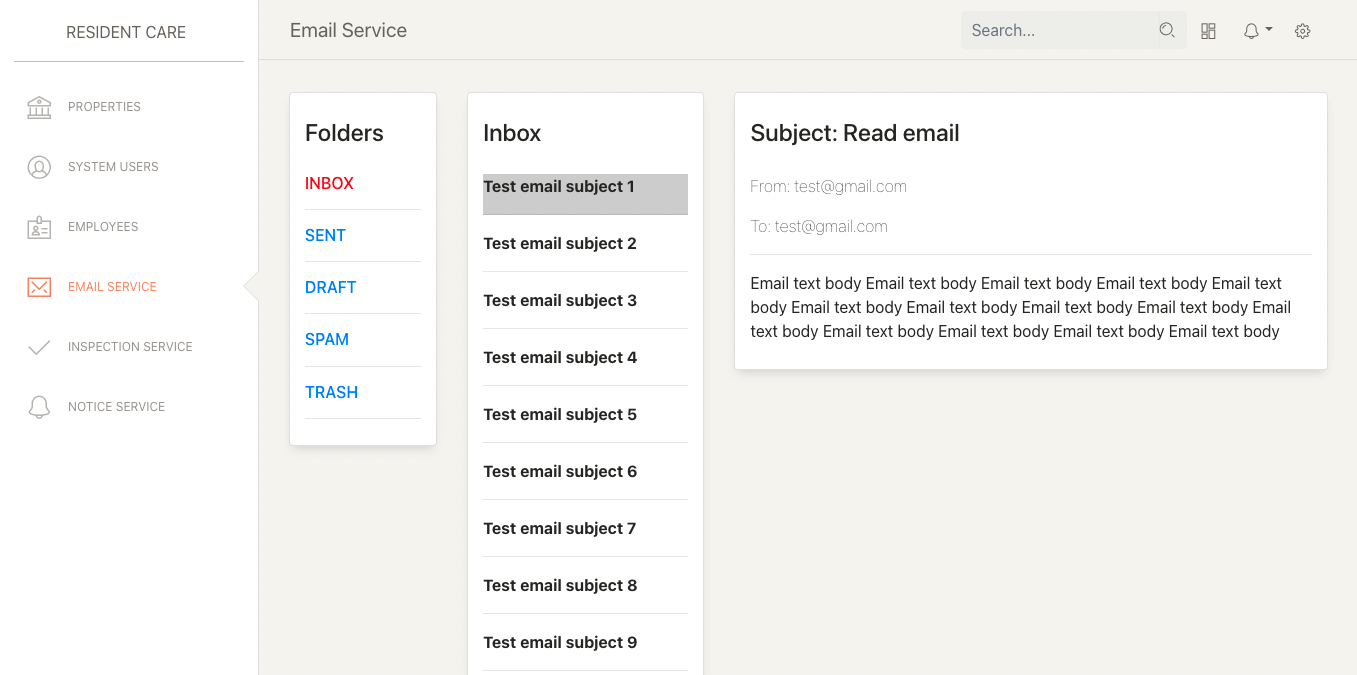 RESIDENT CARE
PROPERTIES
SYSTEM USERS
EMPLOYEES
EMAIL SERVICE
INSPECTION SERVICE
NOTICE SERVICE
Email Service
Search...
Folders
INBOX
SENT
DRAFT
SPAM
TRASH
Inbox
Test email subject 1
Test email subject 2
Test email subject 3
Test email subject 4
Test email subject 5
Test email subject 6
Test email subject 7
Test email subject 8
Test email subject 9
Subject: Read email
From: test@gmail.com
To: test@gmail.com
Email text body Email text body Email text body Email text body Email text
body Email text body Email text body Email text body Email text body Email
text body Email text body Email text body Email text body Email text body